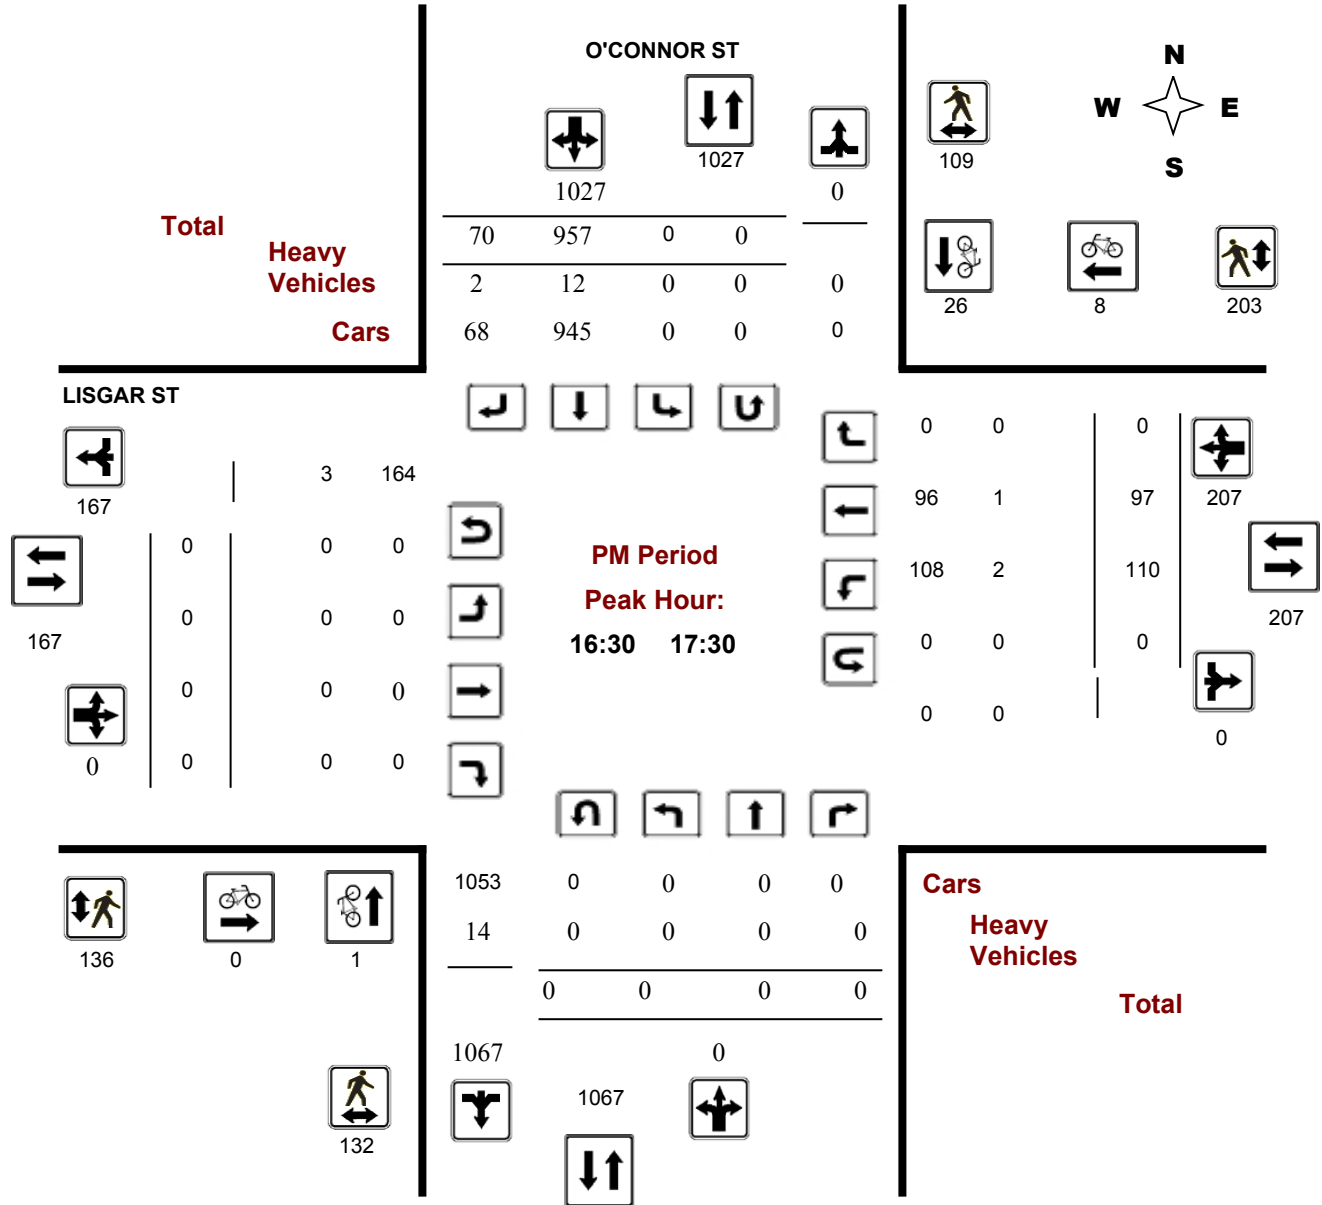 O'CONNOR ST
N
W E
S
1027
109
1027 0
Total
70 957 0 0
Heavy
Vehicles
2 12 0 0 0
26 8 203
Cars
68 945 0 0 0
LISGAR ST
0 0 0
3 164
167
96 1 97 207
0 0 0
PM Period
108 2 110
Peak Hour:
0 0 0
207
167
16:30 17:30
0 0 0
0 0 0
0 0
0
0 0 0 0
1053 0 0 0 0
Cars
14 0 0 0 0
Heavy
Vehicles
136 0 1
0 0 0 0
Total
1067 0
1067
132